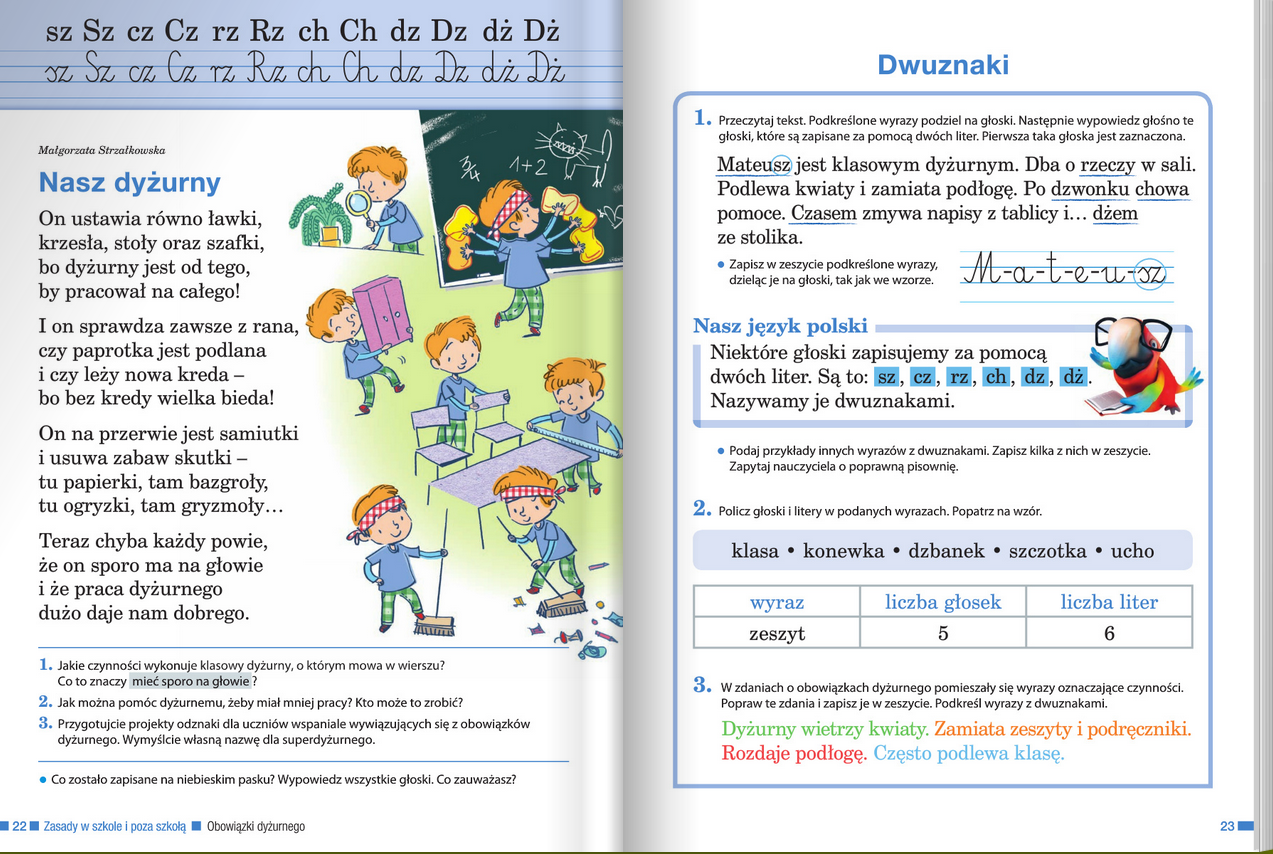 sz Sz cz Cz rz Rz ch Ch dz Dz dż Dż
sz Sz cz Cz rz Rz ch Ch dz Dz dż Dż
Małgorzata Strzałkowska
Nasz dyżurny
On ustawia równo ławki,
krzesła, stoły oraz szafki,
bo dyżurny jest od tego,
by pracował na całego!
I on sprawdza zawsze z rana,
czy paprotka jest podlana
i czy leży nowa kreda –
bo bez kredy wielka bieda!
On na przerwie jest samiutki
i usuwa zabaw skutki –
tu papierki, tam bazgroły,
tu ogryzki, tam gryzmoły…
Teraz chyba każdy powie,
że on sporo ma na głowie
i że praca dyżurnego
dużo daje nam dobrego.
3/4 1+2
1. Jakie czynności wykonuje klasowy dyżurny, o którym mowa w wierszu?
Co to znaczy mieć sporo na głowie?
2. Jak można pomóc dyżurnemu, żeby miał mniej pracy? Kto może to zrobić?
3. Przygotujcie projekty odznaki dla uczniów wspaniale wywiązujących się z obowiązków
dyżurnego. Wymyślcie własną nazwę dla superdyżurnego.
• Co zostało zapisane na niebieskim pasku? Wypowiedz wszystkie głoski. Co zauważasz?
22 Zasady w szkole i poza szkołą Obowiązki dyżurnego
Dwuznaki
1. Przeczytaj tekst. Podkreślone wyrazy podziel na głoski. Następnie wypowiedz głośno te
głoski, które są zapisane za pomocą dwóch liter. Pierwsza taka głoska jest zaznaczona.
Mateusz jest klasowym dyżurnym. Dba o rzeczy w sali.
Podlewa kwiaty i zamiata podłogę. Po dzwonku chowa
pomoce. Czasem zmywa napisy z tablicy i… dżem
ze stolika.
• Zapisz w zeszycie podkreślone wyrazy,
dzieląc je na głoski, tak jak we wzorze.
M-a-t-e-u-sz
Nasz język polski
Niektóre głoski zapisujemy za pomocą
dwóch liter. Są to: sz, cz, rz, ch, dz, dż.
Nazywamy je dwuznakami.
• Podaj przykłady innych wyrazów z dwuznakami. Zapisz kilka z nich w zeszycie.
Zapytaj nauczyciela o poprawną pisownię.
2. Policz głoski i litery w podanych wyrazach. Popatrz na wzór.
klasa • konewka • dzbanek • szczotka • ucho
wyraz liczba głosek liczba liter
zeszyt 5 6
3. W zdaniach o obowiązkach dyżurnego pomieszały się wyrazy oznaczające czynności.
Popraw te zdania i zapisz je w zeszycie. Podkreśl wyrazy z dwuznakami.
Dyżurny wietrzy kwiaty. Zamiata zeszyty i podręczniki.
Rozdaje podłogę. Często podlewa klasę.
23